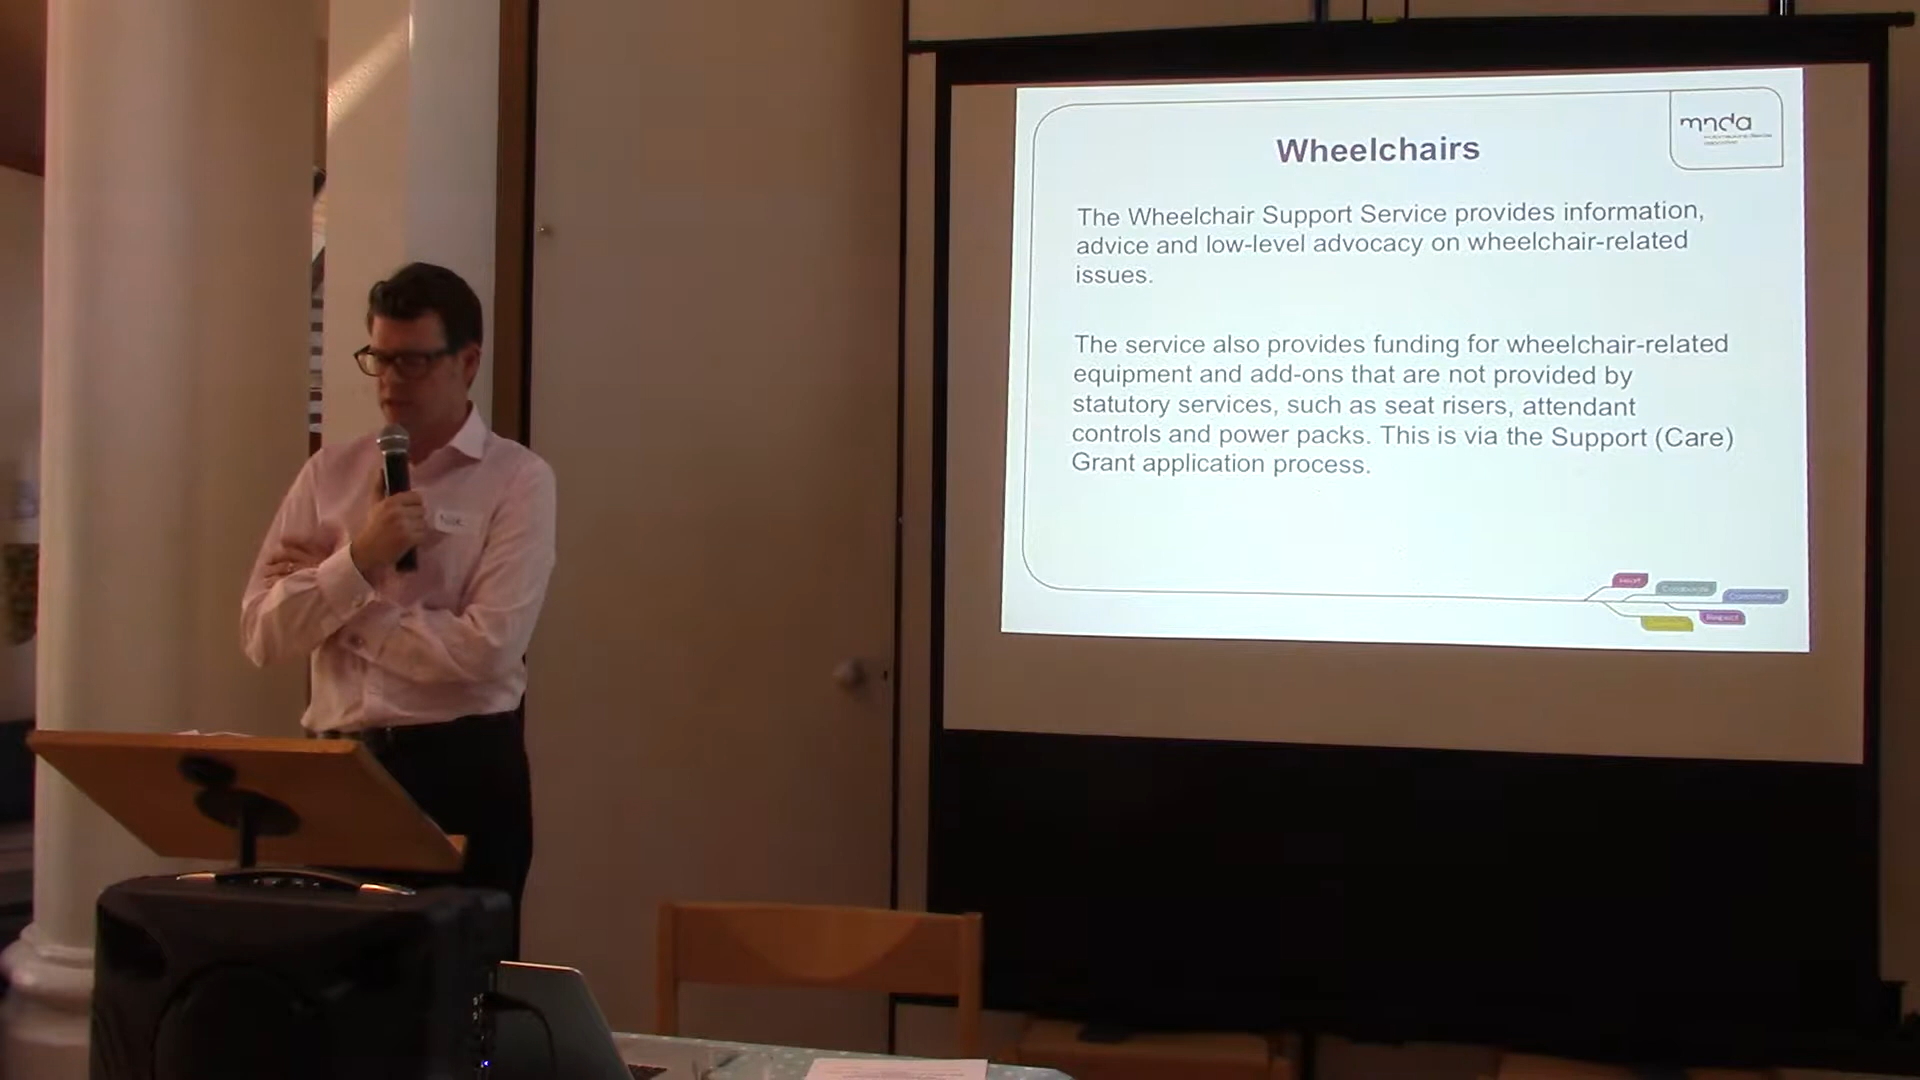 Wheelchairs
mnda
The Wheelchair Support Service provides information,
advice and low-level advocacy on wheelchair-related
issues.
The service also provides funding for wheelchair-related
equipment and add-ons that are not provided by
statutory services, such as seat risers, attendant
controls and power packs. This is via the Support (Care)
Grant application process.